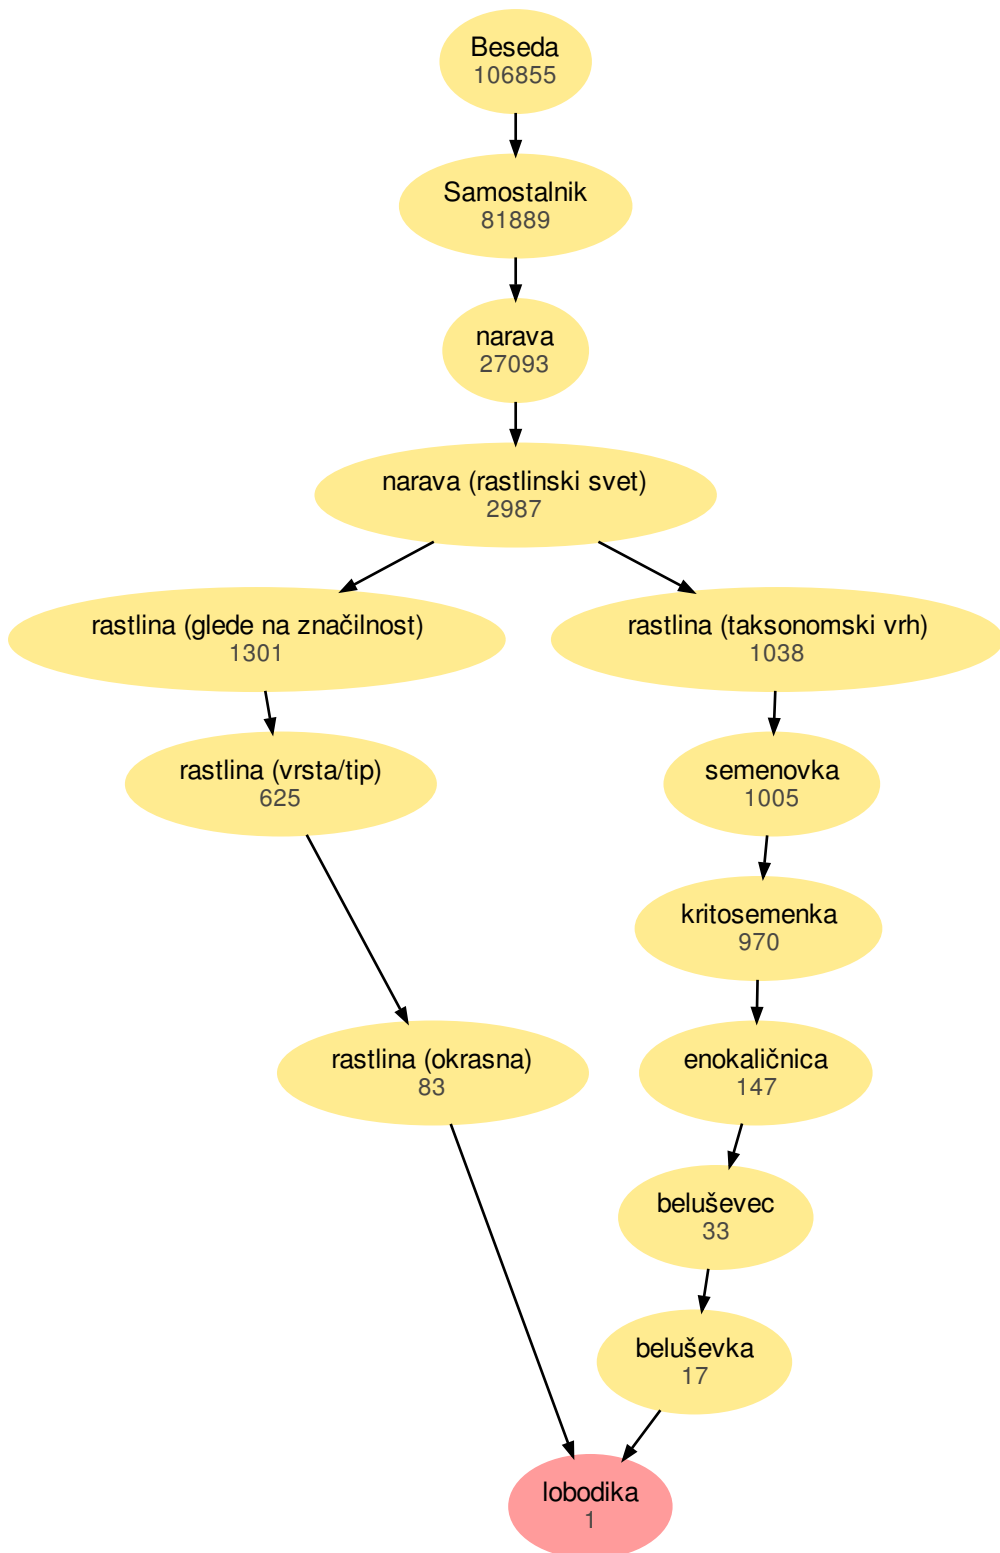 Beseda
106855
Samostalnik
81889
narava
27093
narava (rastlinski svet)
2987
rastlina (glede na značilnost)
1301
rastlina (taksonomski vrh)
1038
rastlina (vrsta/tip)
625
semenovka
1005
kritosemenka
970
rastlina (okrasna)
83
enokaličnica
147
beluševec
33
beluševka
17
lobodika
1